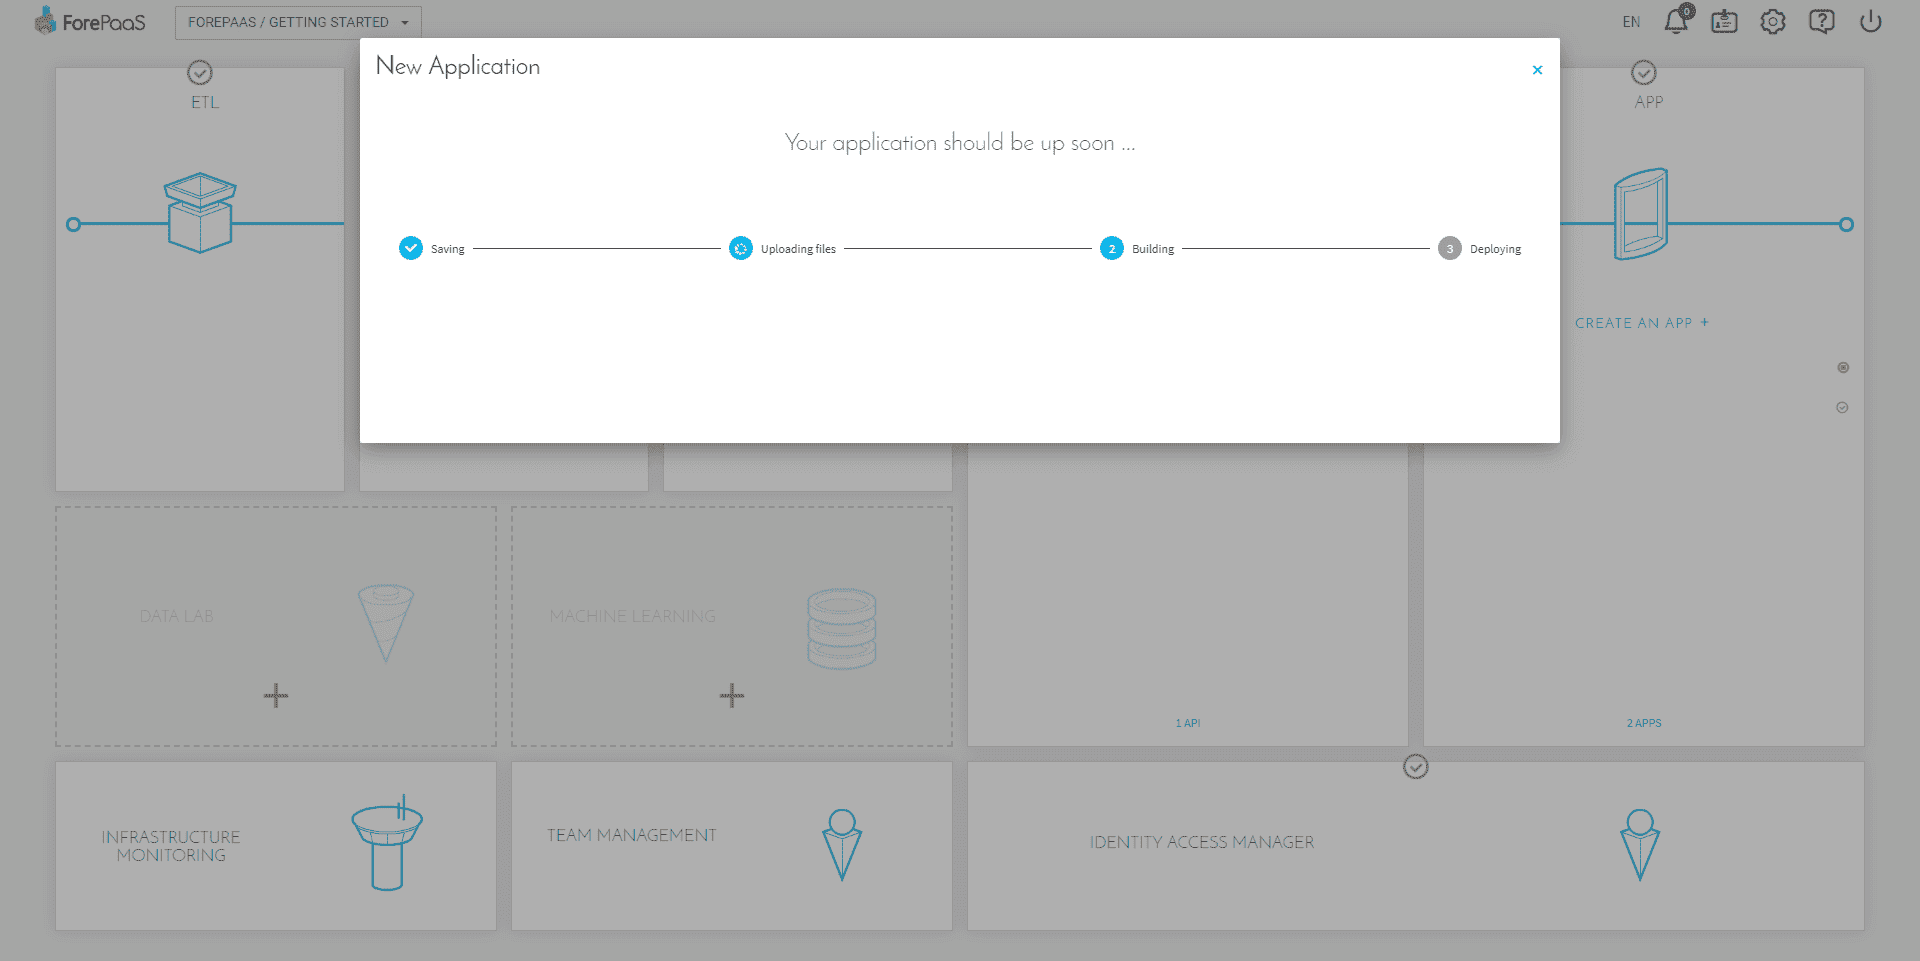 ForePaaS
FOREPAAS / GETTING STARTED
EN
0
New Application
Your application should be up soon ...
Saving
Uploading files
2 Building
3 Deploying
ETL
APP
CREATE AN APP +
DATA LAB
MACHINE LEARNING
1 API
2 APPS
INFRASTRUCTURE
MONITORING
TEAM MANAGEMENT
IDENTITY ACCESS MANAGER